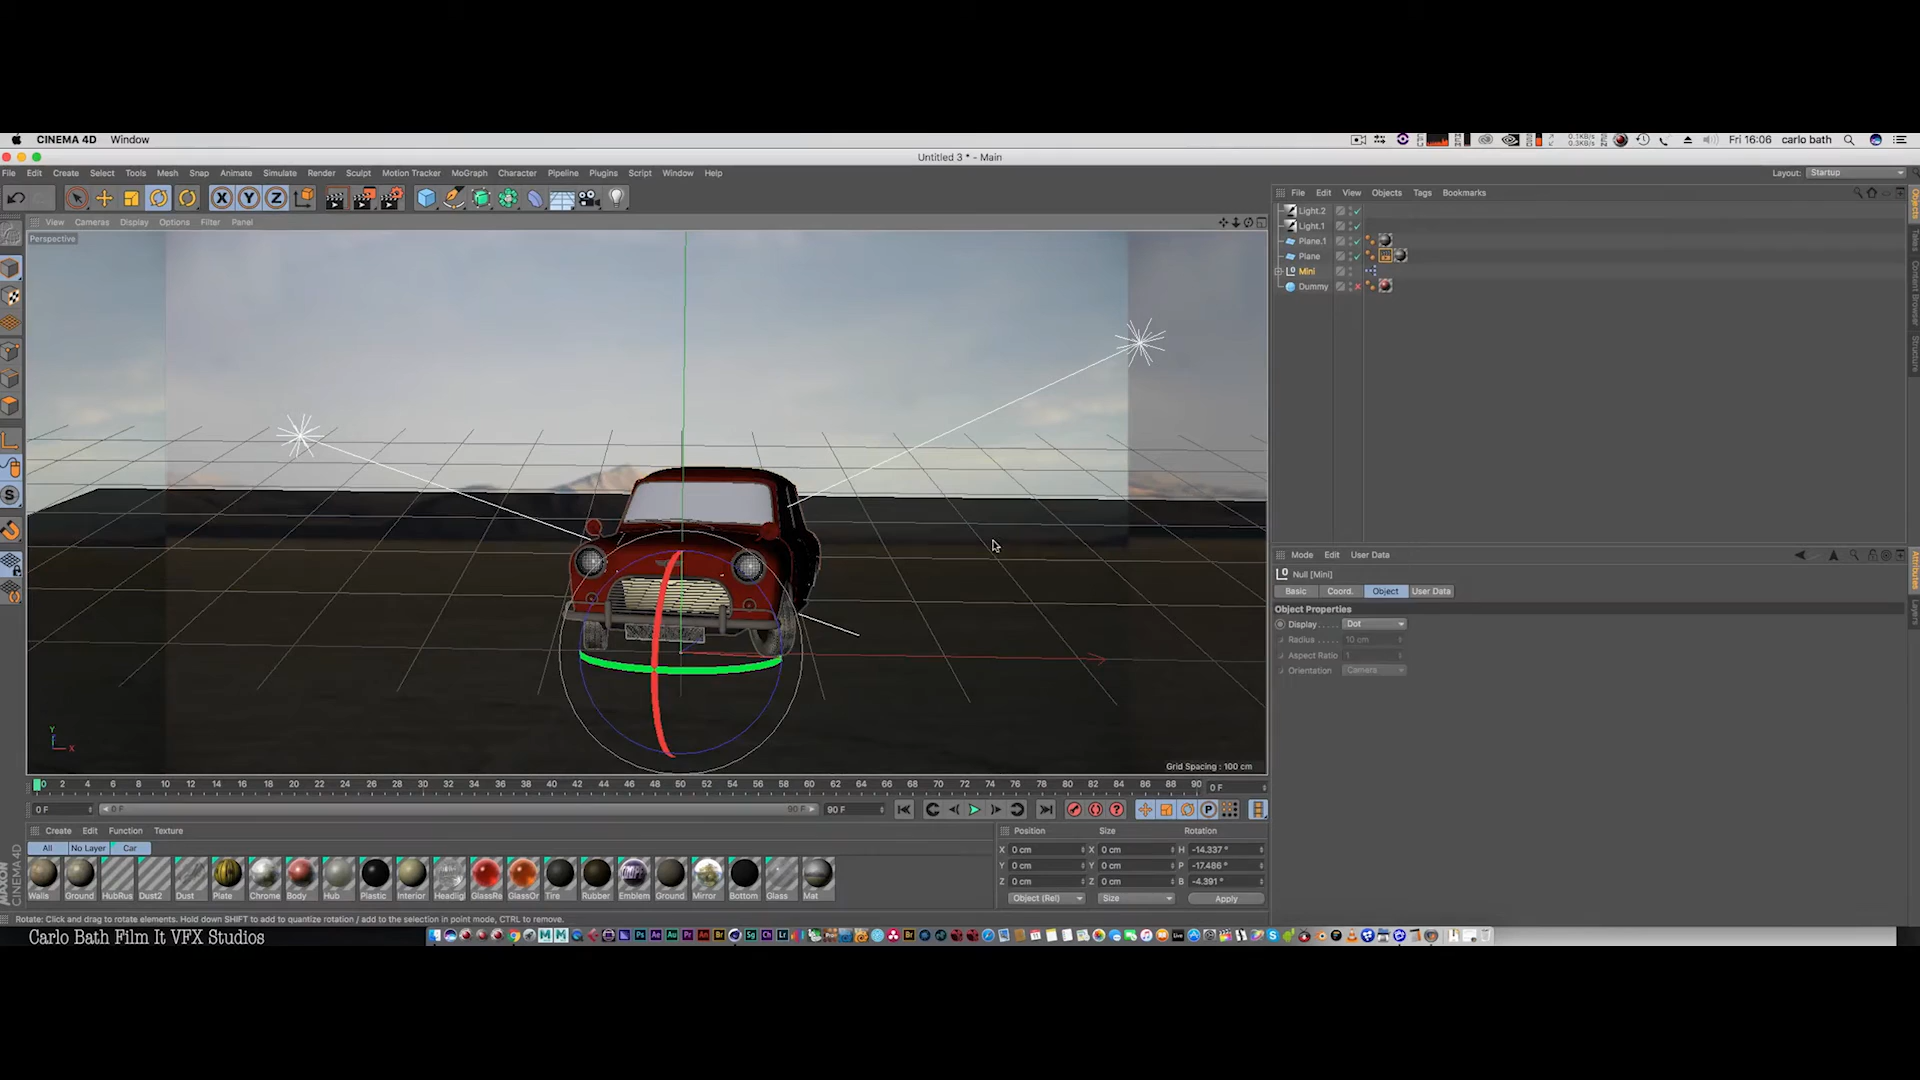 CINEMA 4D Window
Fri 16:06 carlo bath
Untitled 3 * - Main
File Edit Create Select Tools Mesh Snap Animate Simulate Render Sculpt Motion Tracker MoGraph Character Pipeline Plugins Script Window Help
Layout: Startup
View Cameras Display Options Filter Panel
File Edit View Objects Tags Bookmarks
Perspective
Light.2
Light.1
Plane.1
Plane
Mini
Dummy
Objects
Takes
Content Browser
Structure
Mode Edit User Data
Null [Mini]
Basic Coord. Object User Data
Object Properties
Display . . . . . Dot
Radius . . . . . 10 cm
Aspect Ratio 1
Orientation Camera
Attributes
Layers
Y
X
Grid Spacing : 100 cm
0 2 4 6 8 10 12 14 16 18 20 22 24 26 28 30 32 34 36 38 40 42 44 46 48 50 52 54 56 58 60 62 64 66 68 70 72 74 76 78 80 82 84 86 88 90 0 F
0 F 0 F 90 F 90 F
Create Edit Function Texture
All No Layer Car
Walls Ground HubRus Dust2 Dust Plate Chrome Body Hub Plastic Interior Headligl GlassRe GlassOr Tire Rubber Emblem Ground Mirror Bottom Glass Mat
Position Size Rotation
X 0 cm X 0 cm H -14.337 °
Y 0 cm Y 0 cm P -17.486 °
Z 0 cm Z 0 cm B -4.391 °
Object (Rel) Size Apply
MAXON
CINEMA 4D
Rotate: Click and drag to rotate elements. Hold down SHIFT to add to quantize rotation / add to the selection in point mode, CTRL to remove.
Carlo Bath Film It VFX Studios